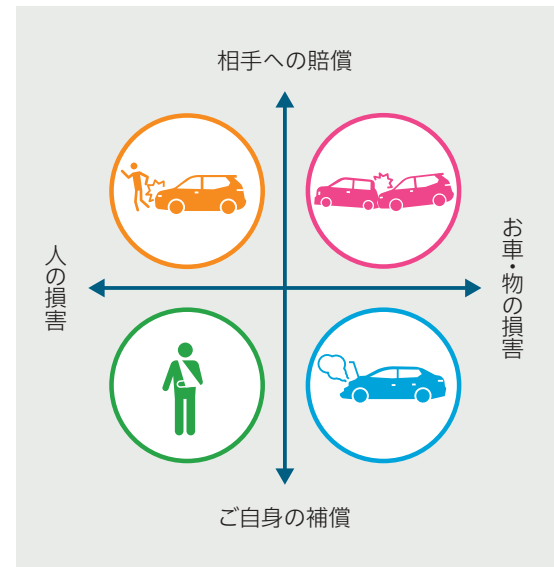 相手への賠償
人の損害
お車・物の損害
ご自身の補償